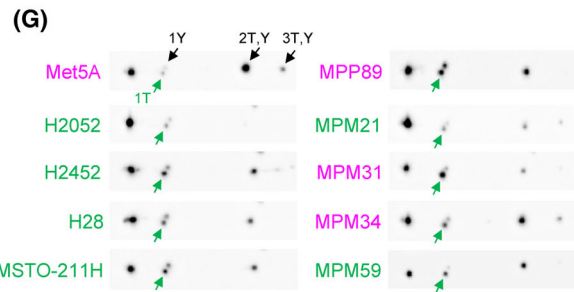 (G)
1Y 2T,Y 3T,Y
Met5A
1T
H2052
H2452
H28
MSTO-211H
MPP89
MPM21
MPM31
MPM34
MPM59